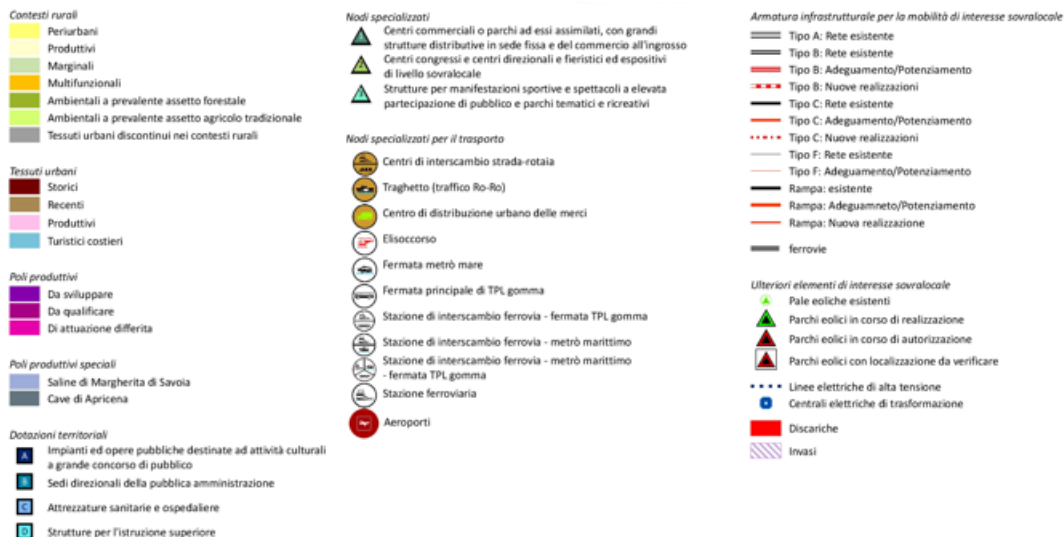 Contesti rurali
Periurbani
Produttivi
Marginali
Multifunzionali
Ambientali a prevalente assetto forestale
Ambientali a prevalente assetto agricolo tradizionale
Tessuti urbani discontinui nei contesti rurali
Tessuti urbani
Storici
Recenti
Produttivi
Turistici costieri
Poli produttivi
Da sviluppare
Da qualificare
Di attuazione differita
Poli produttivi speciali
Saline di Margherita di Savoia
Cave di Apricena
Dotazioni territoriali
A
Impianti ed opere pubbliche destinate ad attività culturali
a grande concorso di pubblico
B
Sedi direzionali della pubblica amministrazione
C
Attrezzature sanitarie e ospedaliere
D
Strutture per l'istruzione superiore
Nodi specializzati
Centri commerciali o parchi ad essi assimilati, con grandi
strutture distributive in sede fissa e del commercio all'ingrosso
Centri congressi e centri direzionali e fieristici ed espositivi
di livello sovralocale
Strutture per manifestazioni sportive e spettacoli a elevata
partecipazione di pubblico e parchi tematici e ricreativi
Nodi specializzati per il trasporto
Centri di interscambio strada-rotaia
Traghetto (traffico Ro-Ro)
Centro di distribuzione urbano delle merci
Elisoccorso
Fermata metrò mare
Fermata principale di TPL gomma
Stazione di interscambio ferrovia - fermata TPL gomma
Stazione di interscambio ferrovia - metrò marittimo
Stazione di interscambio ferrovia - metrò marittimo
- fermata TPL gomma
Stazione ferroviaria
Aeroporti
Armatura infrastrutturale per la mobilità di interesse sovralocale
Tipo A: Rete esistente
Tipo B: Rete esistente
Tipo B: Adeguamento/Potenziamento
Tipo B: Nuove realizzazioni
Tipo C: Rete esistente
Tipo C: Adeguamento/Potenziamento
Tipo C: Nuove realizzazioni
Tipo F: Rete esistente
Tipo F: Adeguamento/Potenziamento
Rampa: esistente
Rampa: Adeguamneto/Potenziamento
Rampa: Nuova realizzazione
ferrovie
Ulteriori elementi di interesse sovralocale
Pale eoliche esistenti
Parchi eolici in corso di realizzazione
Parchi eolici in corso di autorizzazione
Parchi eolici con localizzazione da verificare
Linee elettriche di alta tensione
Centrali elettriche di trasformazione
Discariche
Invasi